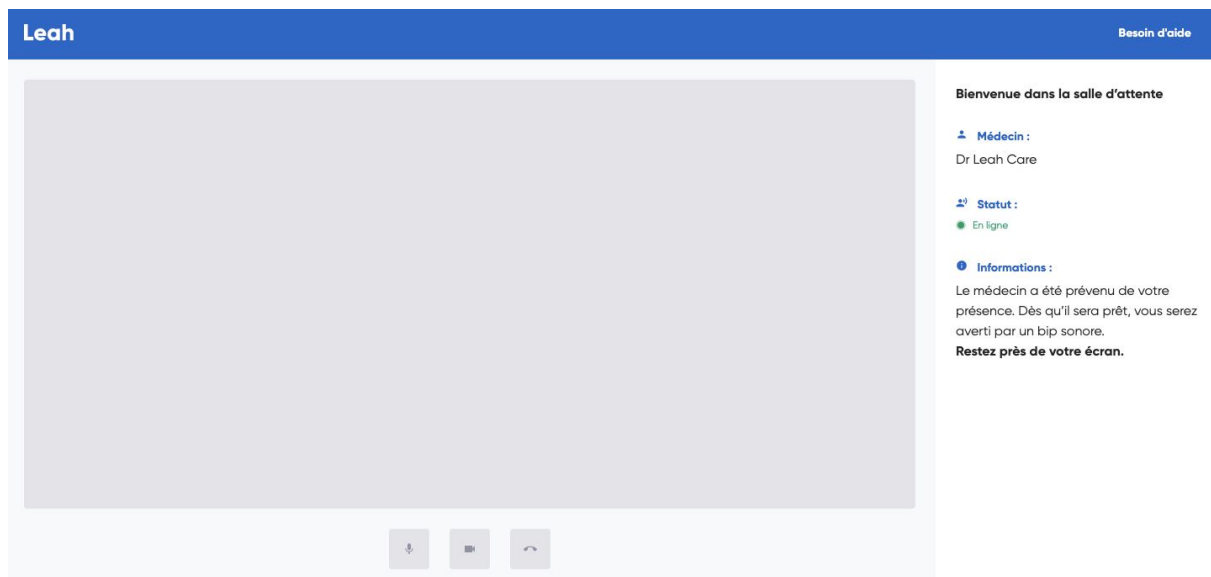 Leah
Besoin d'aide
Bienvenue dans la salle d'attente
Médecin :
Dr Leah Care
Statut :
En ligne
Informations :
Le médecin a été prévenu de votre
présence. Dès qu'il sera prêt, vous serez
averti par un bip sonore.
Restez près de votre écran.